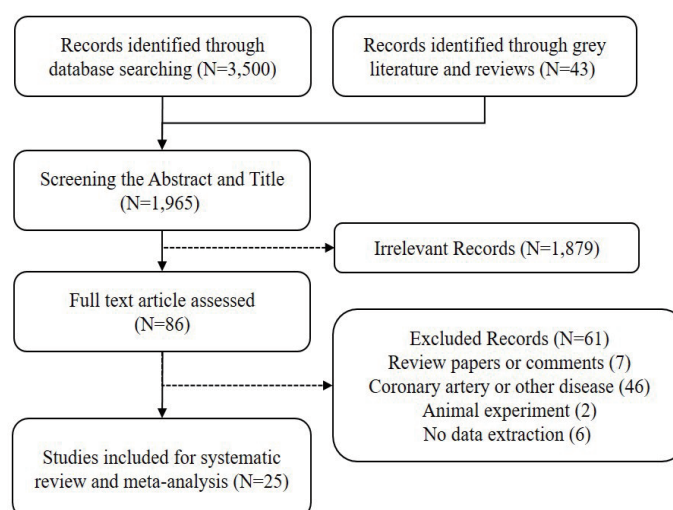 Records identified through
database searching (N=3,500)
Records identified through grey
literature and reviews (N=43)
Screening the Abstract and Title
(N=1,965)
Irrelevant Records (N=1,879)
Full text article assessed
(N=86)
Excluded Records (N=61)
Review papers or comments (7)
Coronary artery or other disease (46)
Animal experiment (2)
No data extraction (6)
Studies included for systematic
review and meta-analysis (N=25)